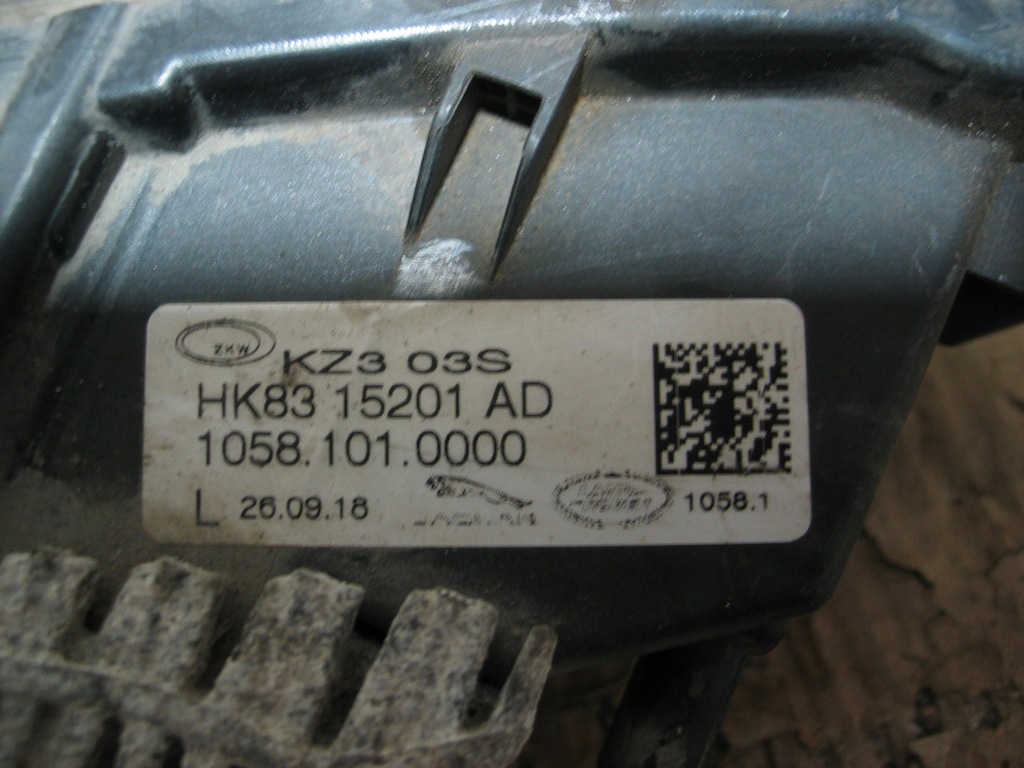 ZKW
KZ3 03S
HK83 15201 AD
1058.101.0000
L 26.09.18 JAGUAR LAND ROVER 1058.1